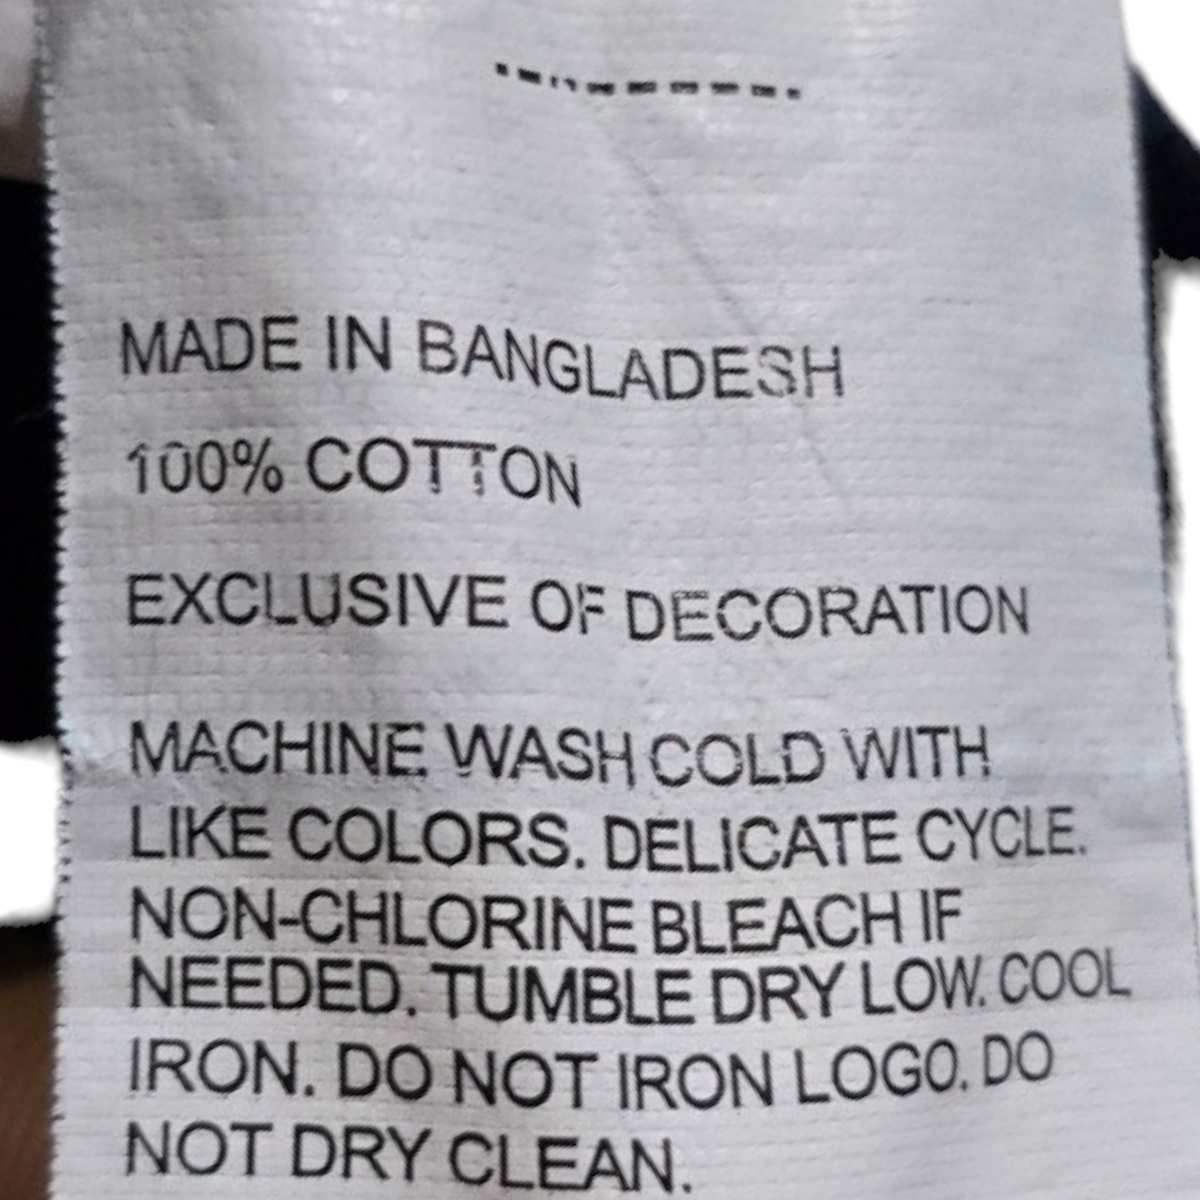 MADE IN BANGLADESH
100% COTTON
EXCLUSIVE OF DECORATION
MACHINE WASH COLD WITH
LIKE COLORS. DELICATE CYCLE.
NON-CHLORINE BLEACH IF
NEEDED. TUMBLE DRY LOW. COOL
IRON. DO NOT IRON LOGO. DO
NOT DRY CLEAN.